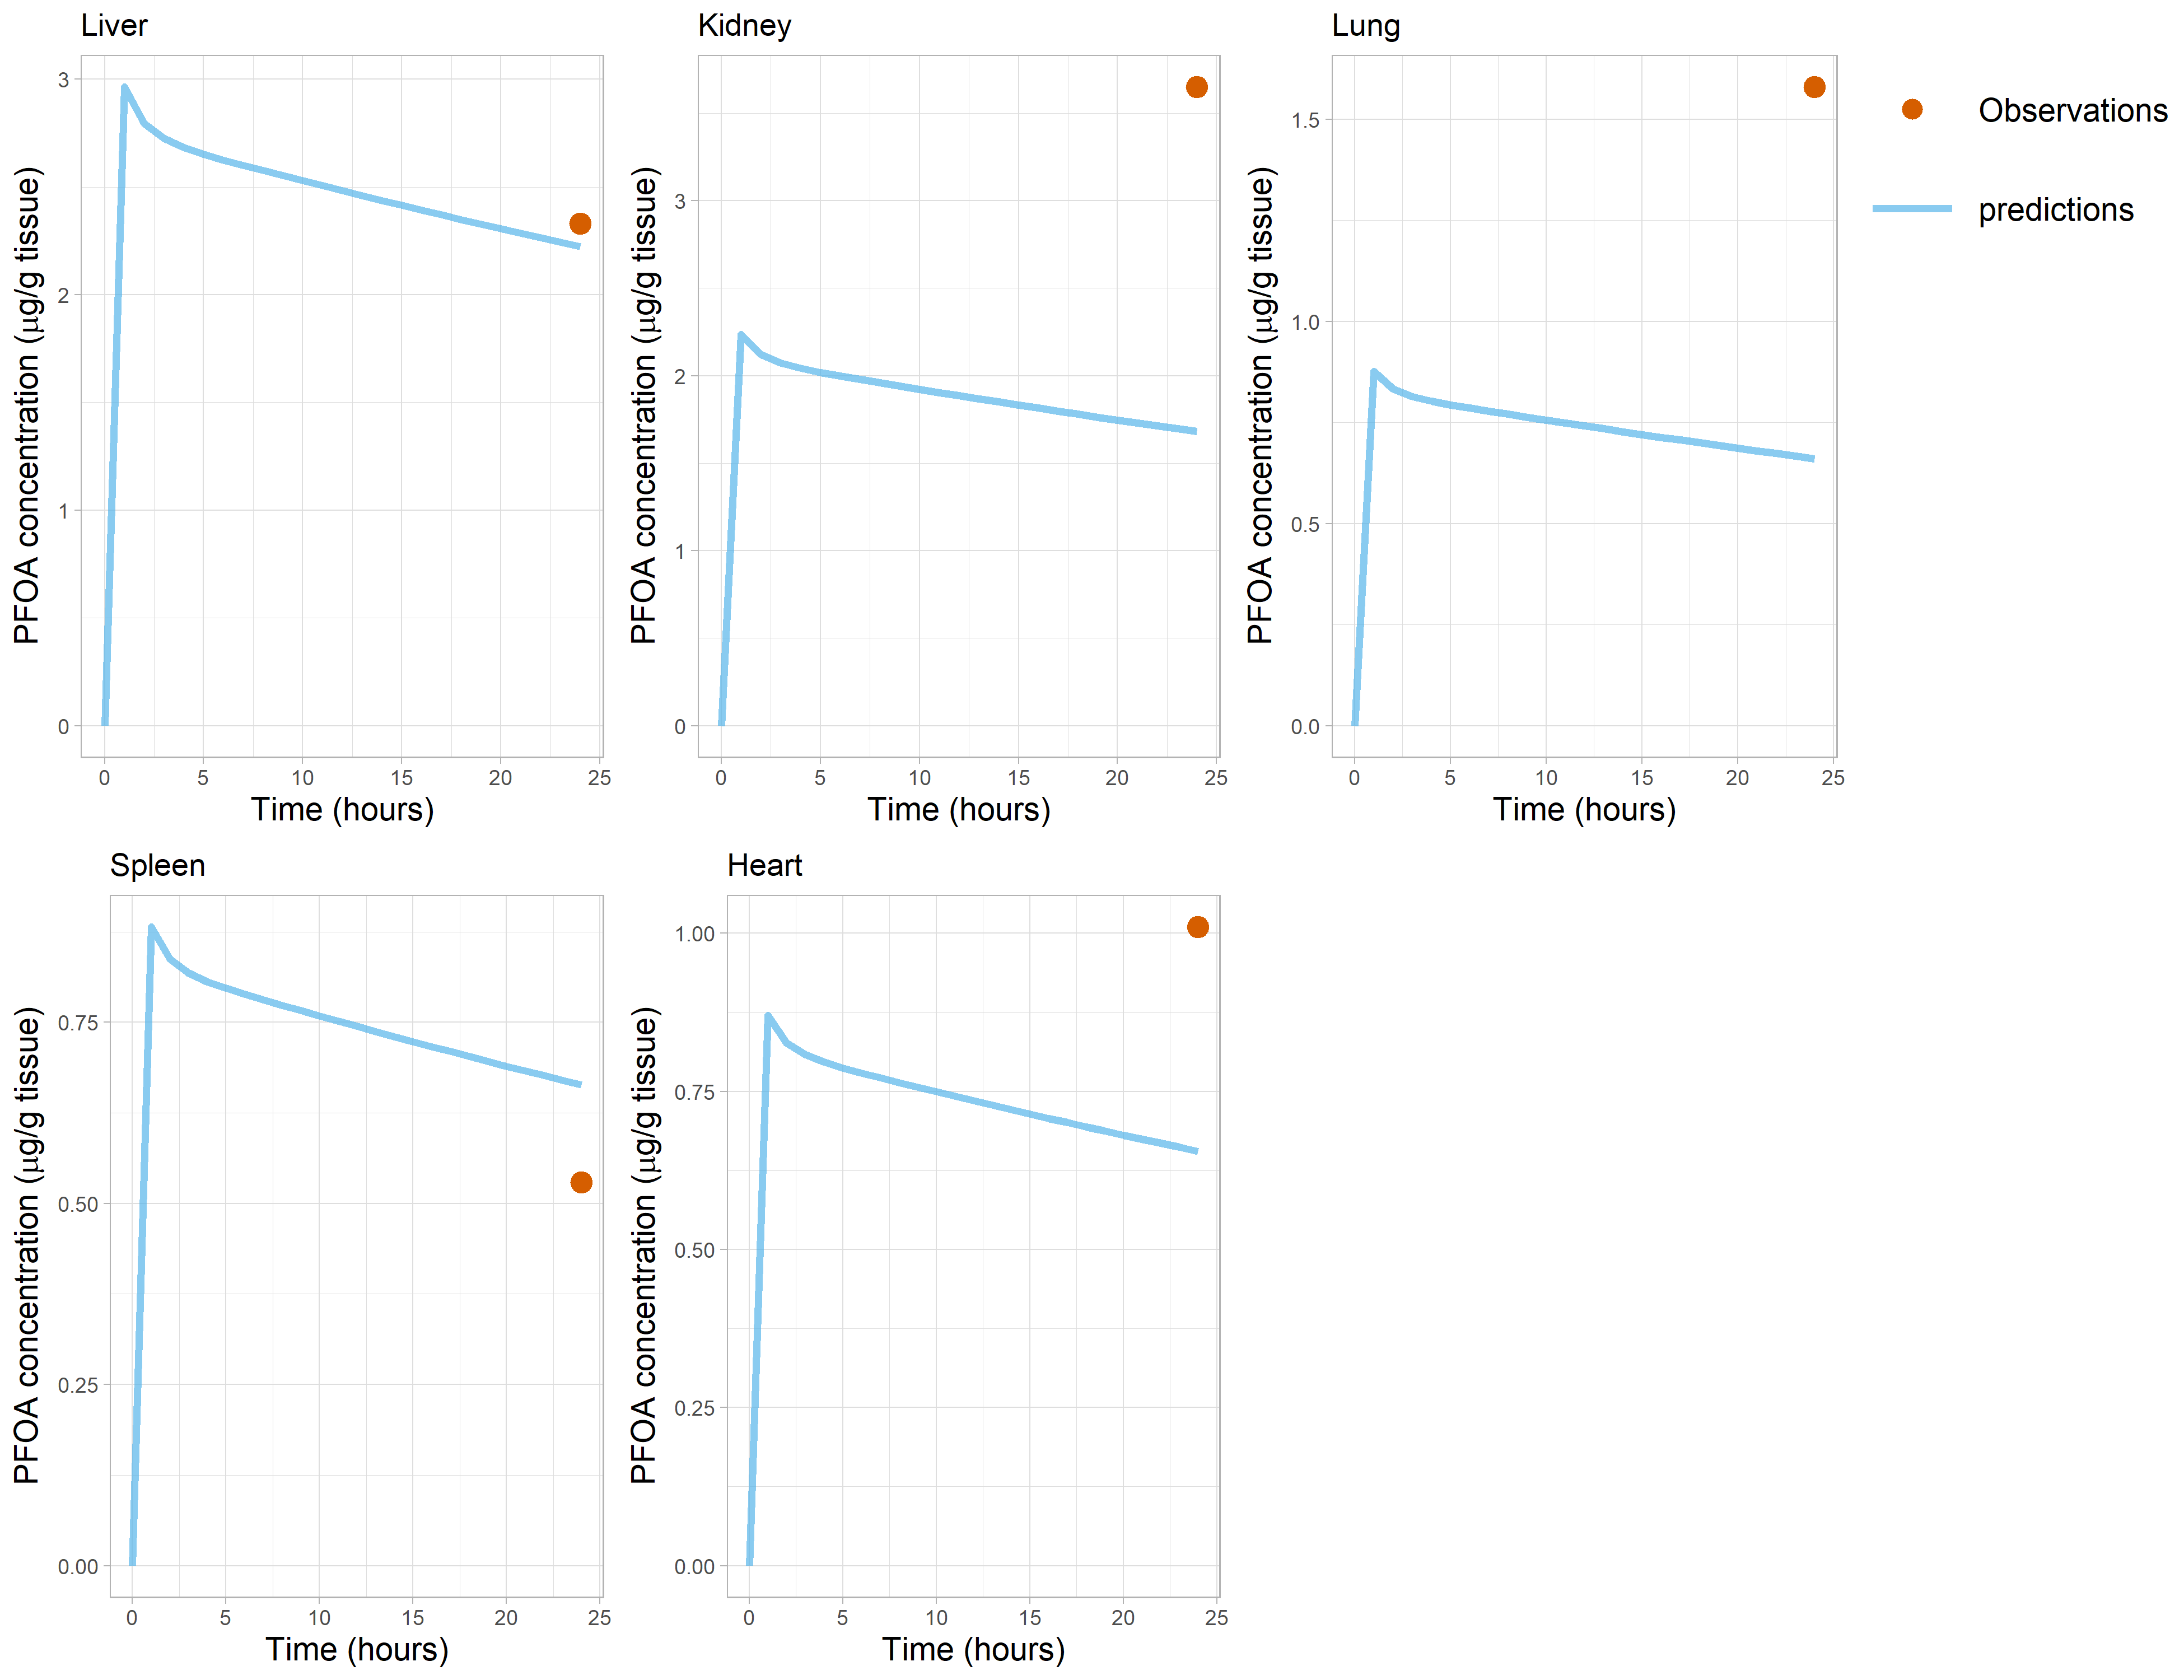 Liver
Kidney
Lung
3
2
1
0
PFOA concentration (μg/g tissue)
0 5 10 15 20 25
Time (hours)
3
2
1
0
PFOA concentration (μg/g tissue)
0 5 10 15 20 25
Time (hours)
1.5
1.0
0.5
0.0
PFOA concentration (μg/g tissue)
0 5 10 15 20 25
Time (hours)
Observations
predictions
Spleen
Heart
0.75
0.50
0.25
0.00
PFOA concentration (μg/g tissue)
0 5 10 15 20 25
Time (hours)
1.00
0.75
0.50
0.25
0.00
PFOA concentration (μg/g tissue)
0 5 10 15 20 25
Time (hours)